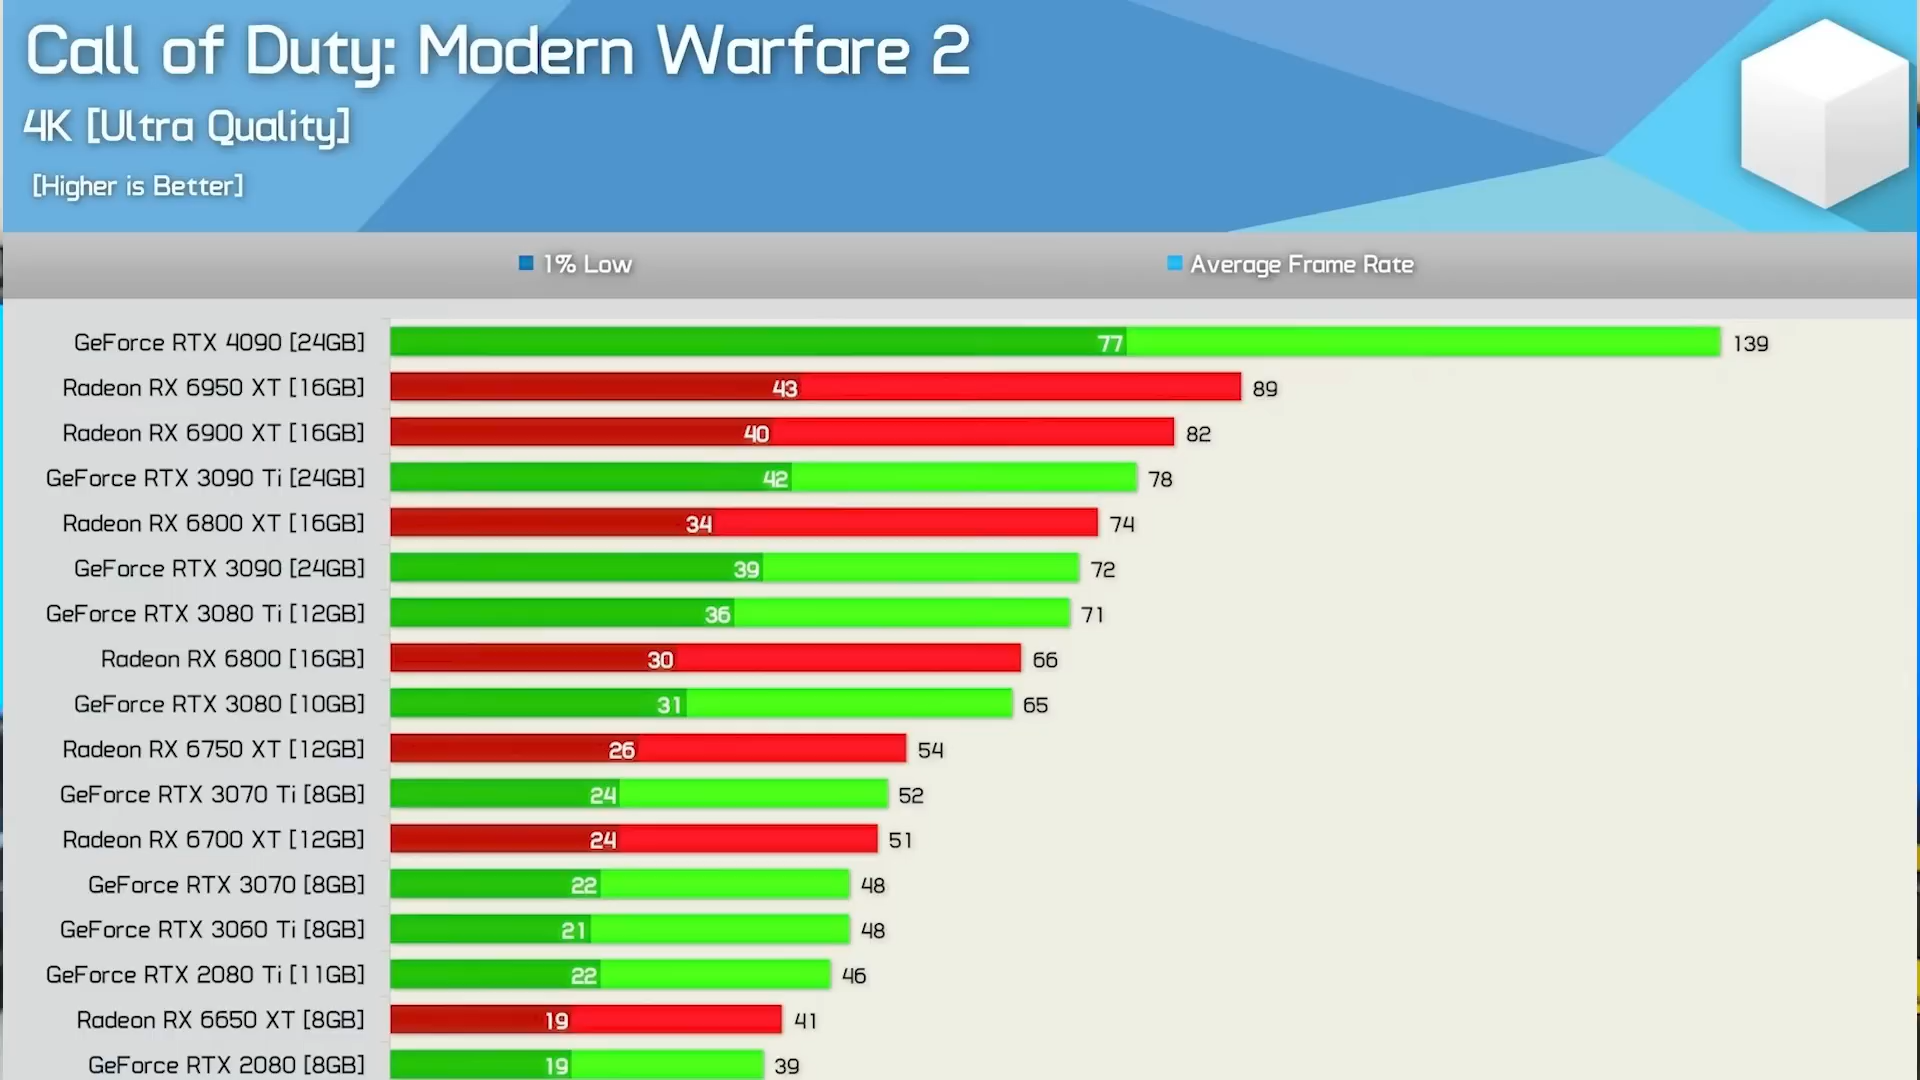 Call of Duty: Modern Warfare 2
4K [Ultra Quality]
[Higher is Better]
1% Low
Average Frame Rate
GeForce RTX 4090 [24GB] 77 139
Radeon RX 6950 XT [16GB] 43 89
Radeon RX 6900 XT [16GB] 40 82
GeForce RTX 3090 Ti [24GB] 42 78
Radeon RX 6800 XT [16GB] 34 74
GeForce RTX 3090 [24GB] 39 72
GeForce RTX 3080 Ti [12GB] 36 71
Radeon RX 6800 [16GB] 30 66
GeForce RTX 3080 [10GB] 31 65
Radeon RX 6750 XT [12GB] 26 54
GeForce RTX 3070 Ti [8GB] 24 52
Radeon RX 6700 XT [12GB] 24 51
GeForce RTX 3070 [8GB] 22 48
GeForce RTX 3060 Ti [8GB] 21 48
GeForce RTX 2080 Ti [11GB] 22 46
Radeon RX 6650 XT [8GB] 19 41
GeForce RTX 2080 [8GB] 19 39